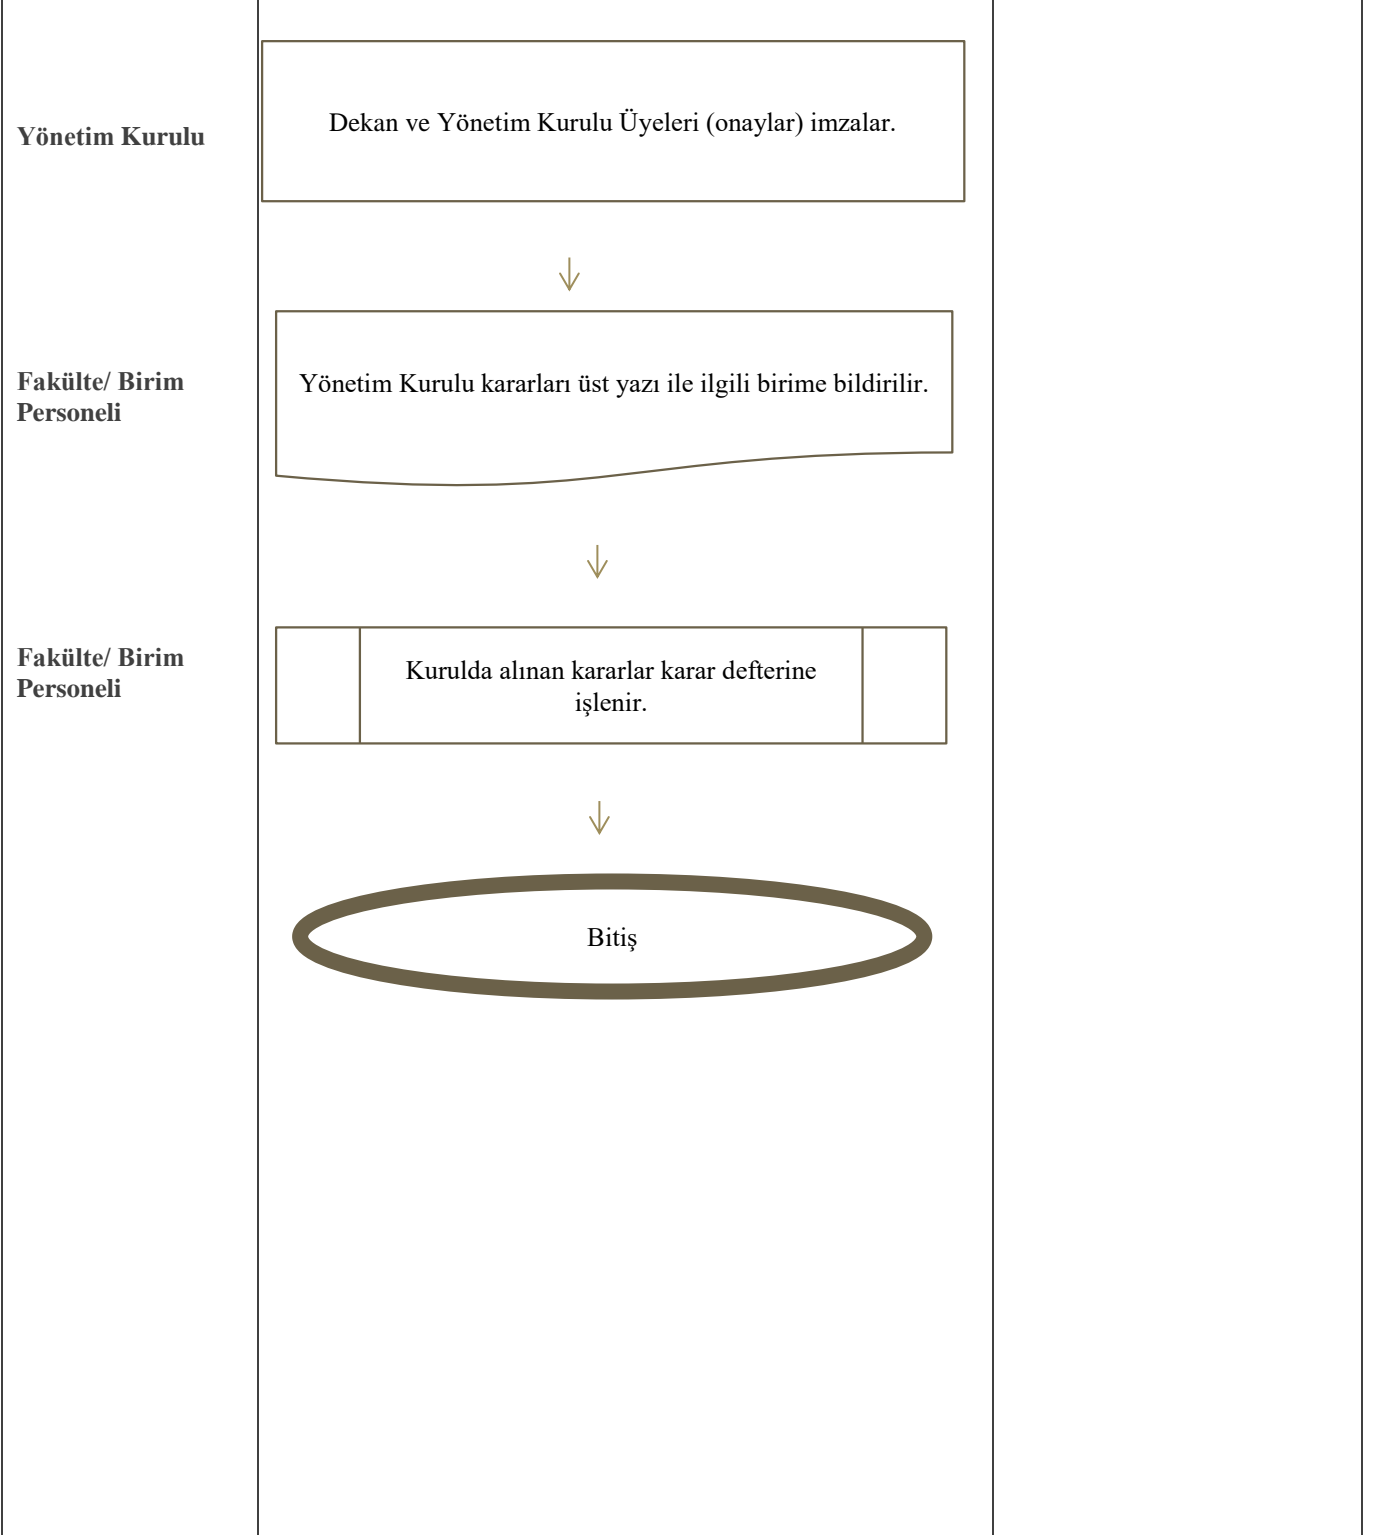 Yönetim Kurulu
Dekan ve Yönetim Kurulu Üyeleri (onaylar) imzalar.
Fakülte/ Birim
Personeli
Yönetim Kurulu kararları üst yazı ile ilgili birime bildirilir.
Fakülte/ Birim
Personeli
Kurulda alınan kararlar karar defterine
işlenir.
Bitiş